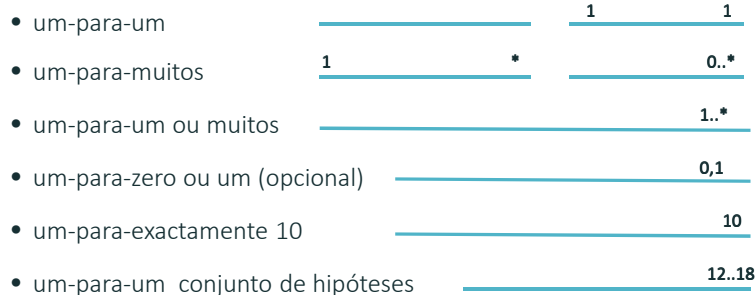 • um-para-um 1 1
• um-para-muitos 1 * 0..*
• um-para-um ou muitos 1..*
• um-para-zero ou um (opcional) 0,1
• um-para-exactamente 10 10
• um-para-um conjunto de hipóteses 12..18